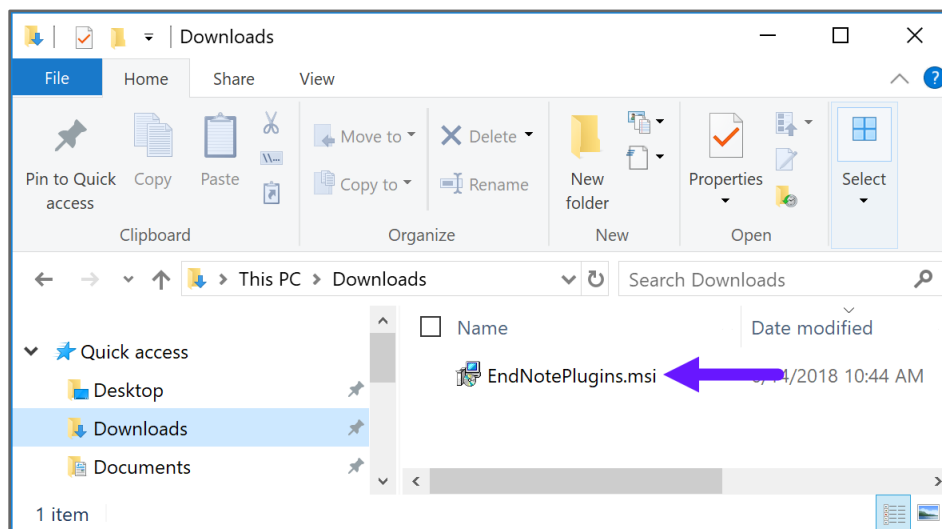 Downloads
File Home Share View
Pin to Quick access
Copy
Paste
Move to
Copy to
Delete
Rename
New folder
Properties
Select
Clipboard Organize New Open
This PC > Downloads
Search Downloads
Name Date modified
Quick access
EndNotePlugins.msi 2018 10:44 AM
Desktop
Downloads
Documents
1 item